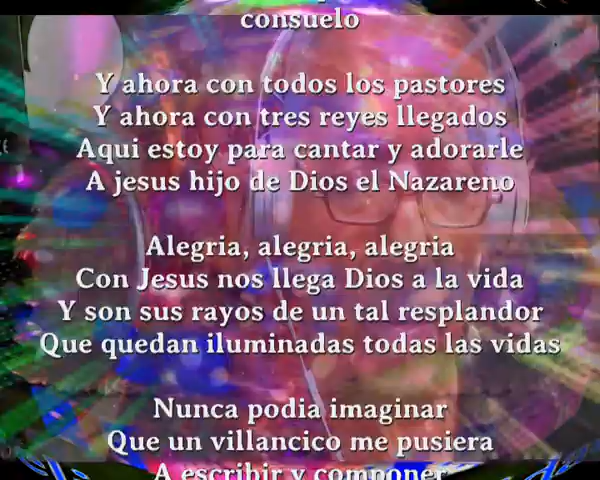 consuelo
Y ahora con todos los pastores
Y ahora con tres reyes llegados
Aqui estoy para cantar y adorarle
A jesus hijo de Dios el Nazareno
Alegria, alegria, alegria
Con Jesus nos llega Dios a la vida
Y son sus rayos de un tal resplandor
Que quedan iluminadas todas las vidas
Nunca podia imaginar
Que un villancico me pusiera
A escribir y componer